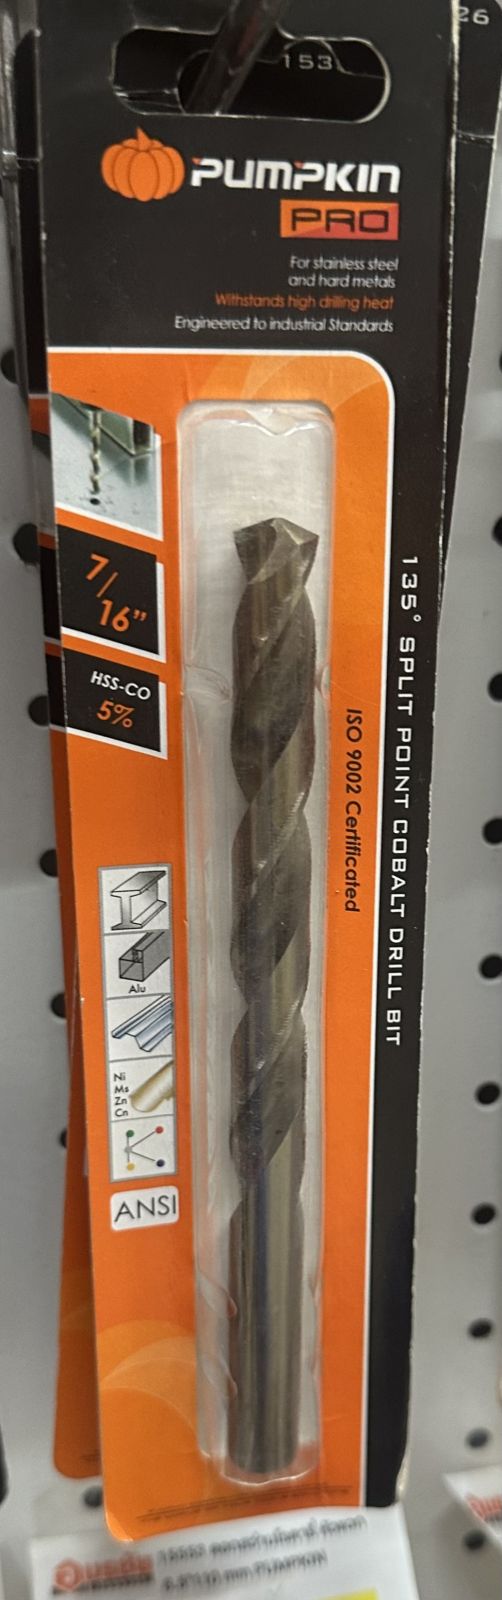 26
153
PUMPKIN
PRO
For stainless steel
and hard metals
Withstands high drilling heat
Engineered to industrial Standards
7/16"
HSS-CO
5%
135° SPLIT POINT COBALT DRILL BIT
ISO 9002 Certificated
Alu
Ni
Ms
Zn
Cn
ANSI
PUMPKIN